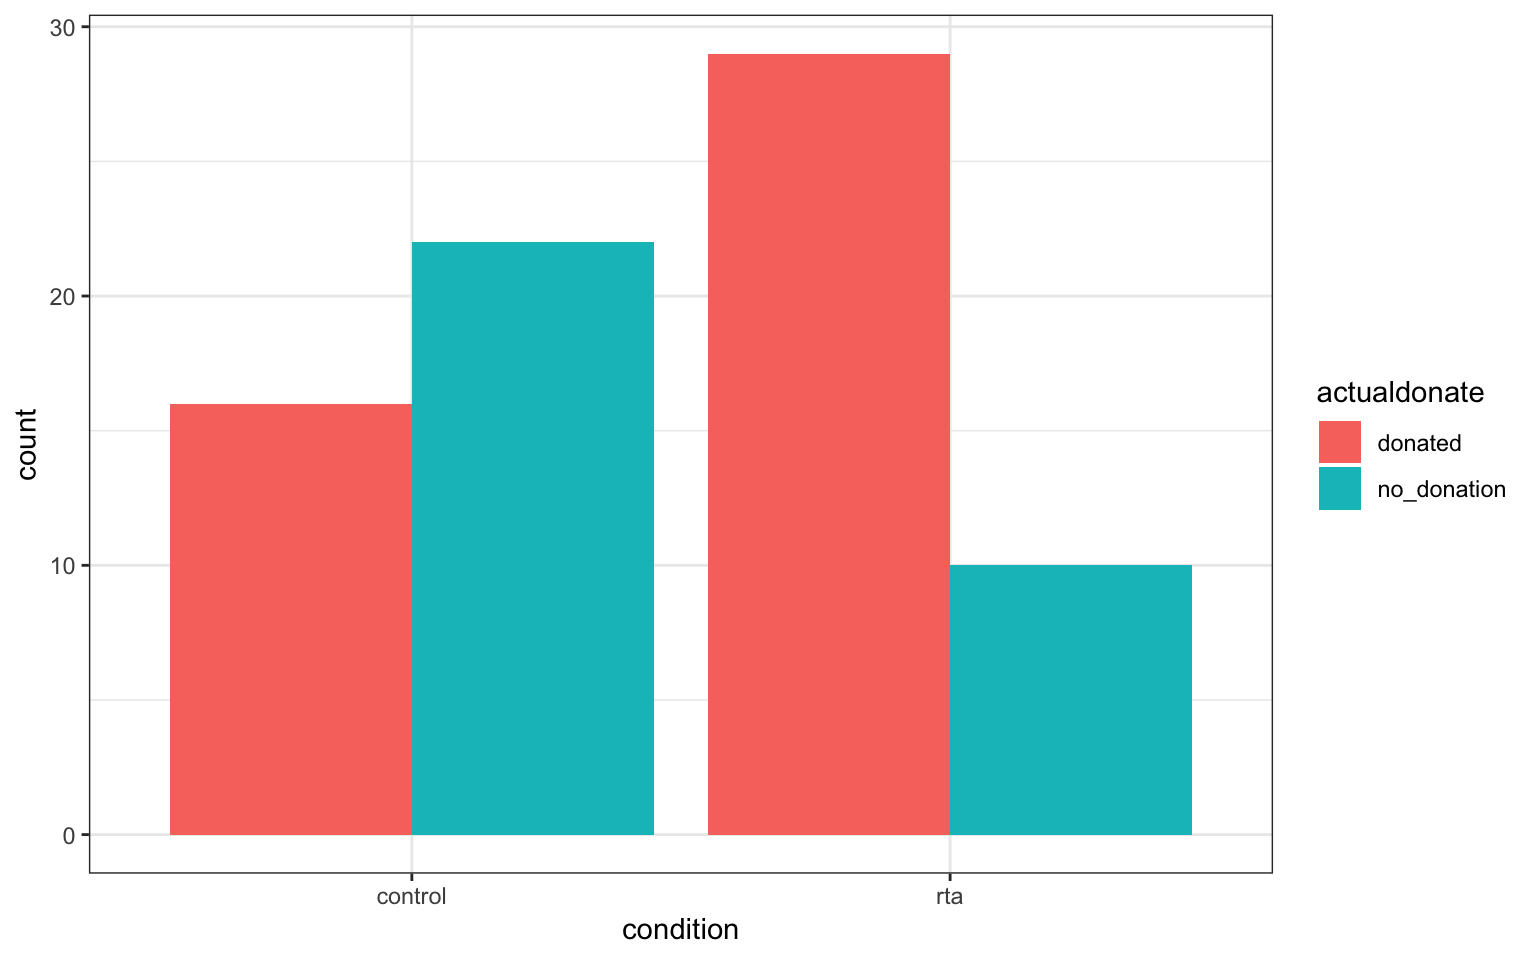 30
20
10
0
count
control
rta
condition
actualdonate
donated
no_donation